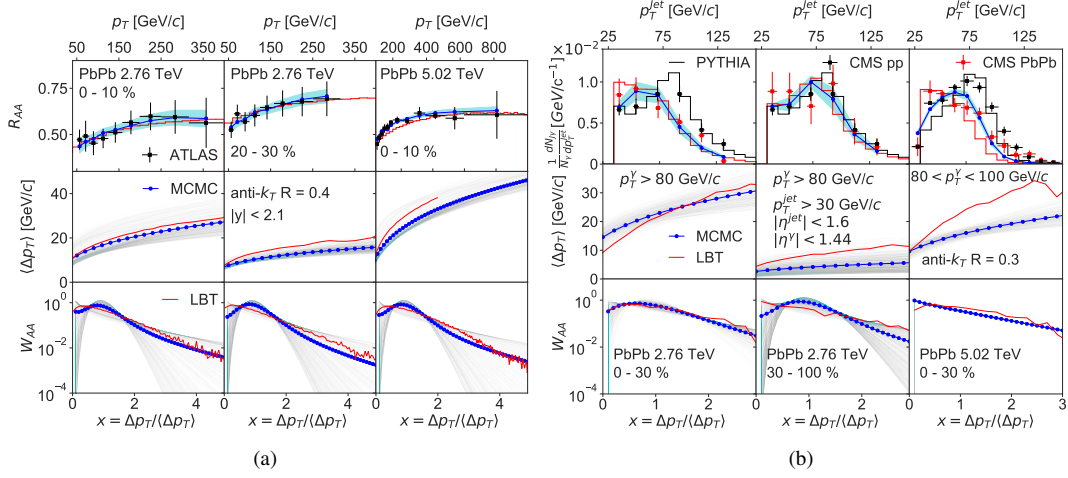 p_T [GeV/c] p_T [GeV/c] p_T [GeV/c]
50 150 250 350 50 150 250 350 200 400 600 800
PbPb 2.76 TeV PbPb 2.76 TeV PbPb 5.02 TeV
0 - 10 %
0.75
R_AA
0.50
ATLAS 20 - 30 % 0 - 10 %
50
⟨Δp_T⟩ [GeV/c]
MCMC anti-k_T R = 0.4
|y| < 2.1
25
0
10^0 LBT
W_AA
10^−2
10^−4
0 2 4 0 2 4 0 2 4
x = Δp_T/⟨Δp_T⟩ x = Δp_T/⟨Δp_T⟩ x = Δp_T/⟨Δp_T⟩
(a)
p_T^Jet [GeV/c] p_T^Jet [GeV/c] p_T^Jet [GeV/c]
25 75 125 25 75 125 25 75 125
×10^−2
PYTHIA CMS pp CMS PbPb
1.0
1/N_γ dN_Jγ/dp_T^Jet [GeV/c^−1]
0.5
0.0
p_T^γ > 80 GeV/c p_T^γ > 80 GeV/c 80 < p_T^γ < 100 GeV/c
30
p_T^jet > 30 GeV/c
⟨Δp_T⟩ [GeV/c]
20
|η^jet| < 1.6
MCMC |η^γ| < 1.44
10
LBT anti-k_T R = 0.3
0
10^0
W_AA
10^−2
PbPb 2.76 TeV PbPb 2.76 TeV PbPb 5.02 TeV
0 - 30 % 30 - 100 % 0 - 30 %
10^−4
0 1 2 0 1 2 0 1 2 3
x = Δp_T/⟨Δp_T⟩ x = Δp_T/⟨Δp_T⟩ x = Δp_T/⟨Δp_T⟩
(b)